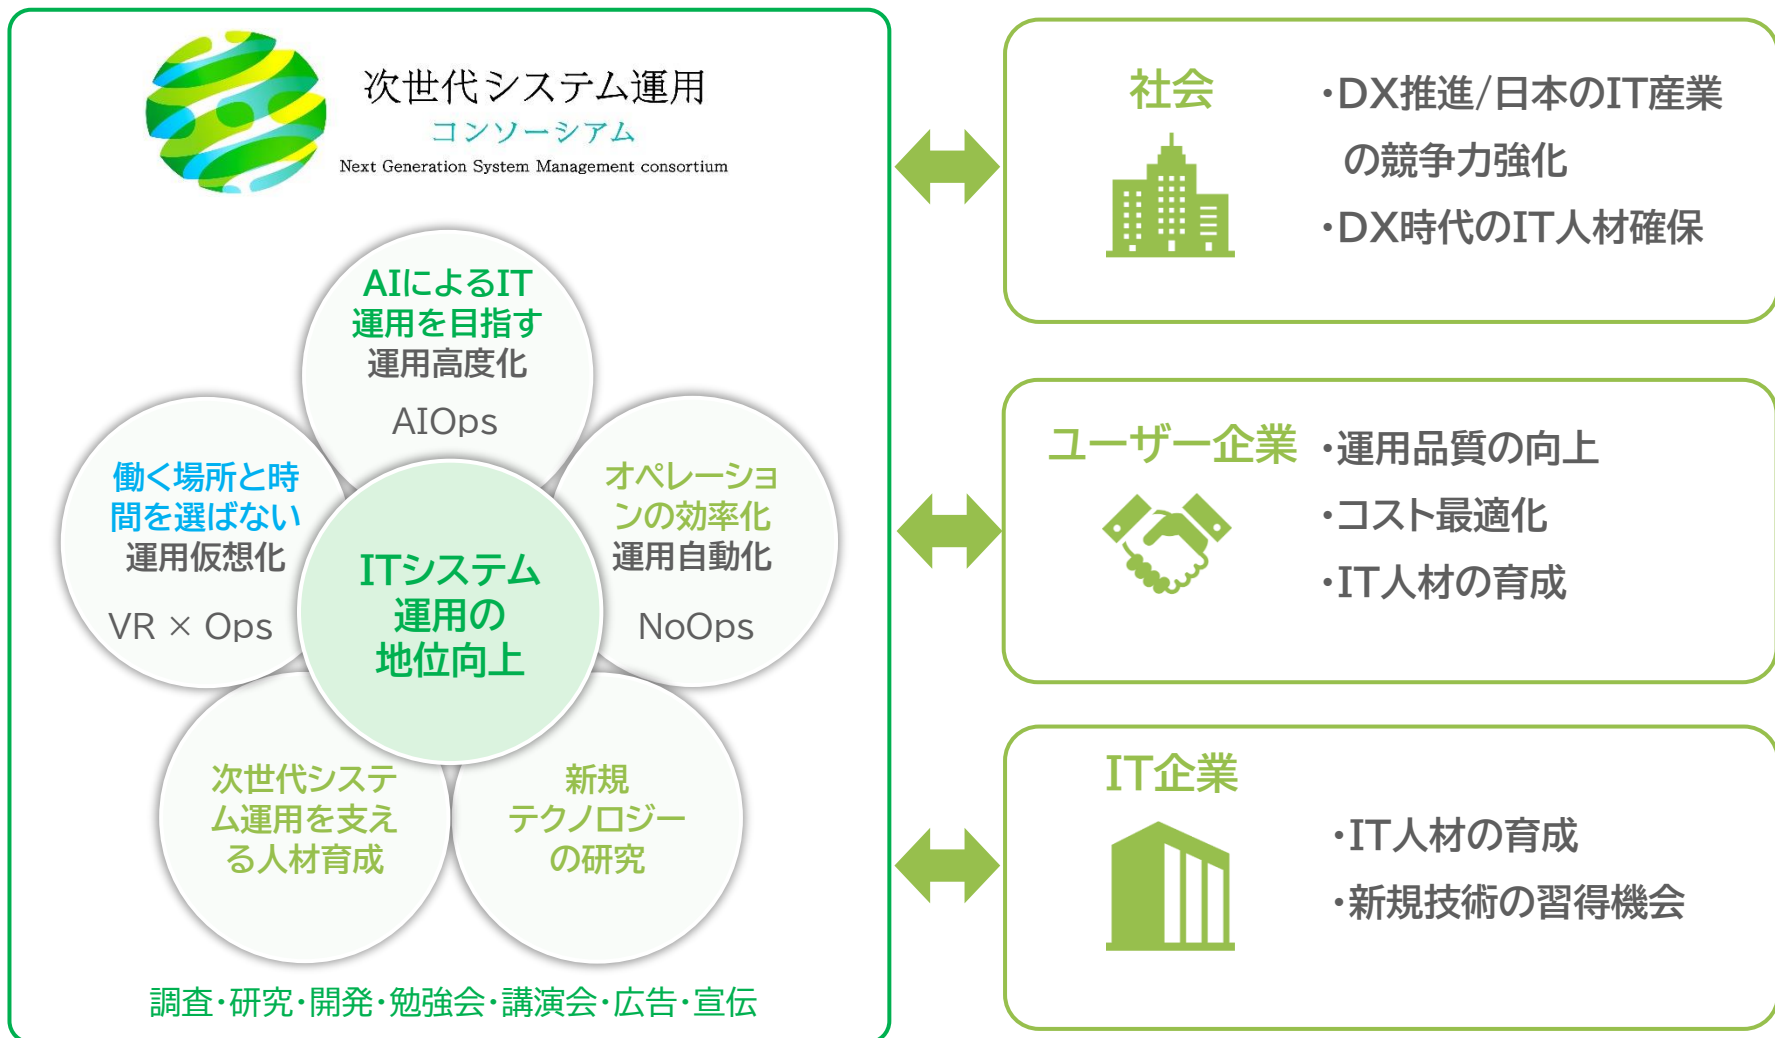 次世代システム運用
コンソーシアム
Next Generation System Management consortium
AIによるIT
運用を目指す
運用高度化
AIOps
働く場所と時
間を選ばない
運用仮想化
VR × Ops
オペレーショ
ンの効率化
運用自動化
NoOps
ITシステム
運用の
地位向上
次世代システ
ム運用を支え
る人材育成
新規
テクノロジー
の研究
調査・研究・開発・勉強会・講演会・広告・宣伝
社会
・DX推進/日本のIT産業
の競争力強化
・DX時代のIT人材確保
ユーザー企業
・運用品質の向上
・コスト最適化
・IT人材の育成
IT企業
・IT人材の育成
・新規技術の習得機会